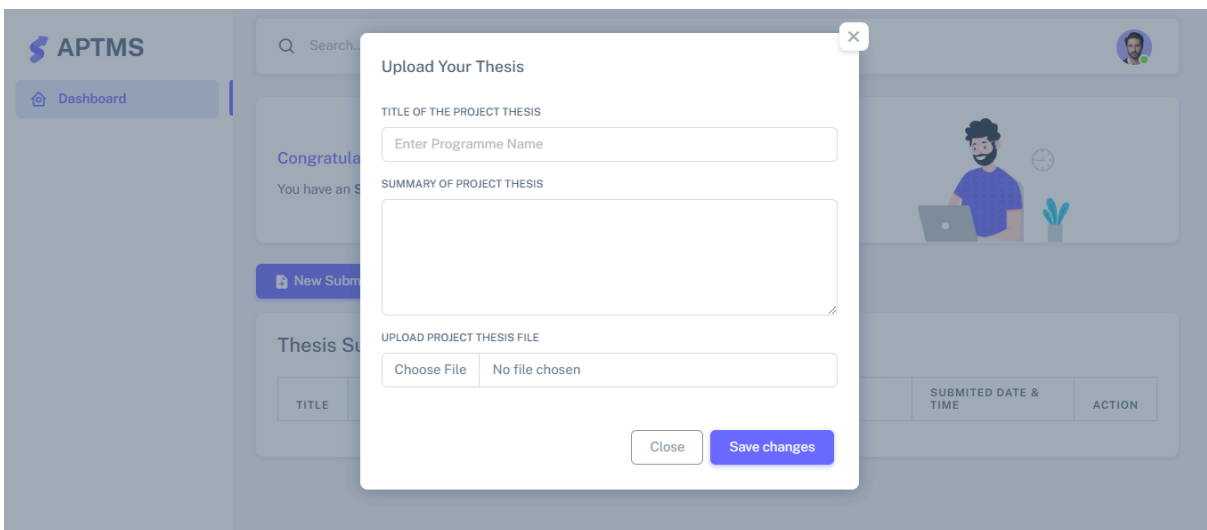 APTMS
Search..
Dashboard
Upload Your Thesis
TITLE OF THE PROJECT THESIS
Enter Programme Name
Congratula
You have an S
SUMMARY OF PROJECT THESIS
New Subm
UPLOAD PROJECT THESIS FILE
Thesis Su
Choose File No file chosen
TITLE
SUBMITED DATE &
TIME
ACTION
Close Save changes